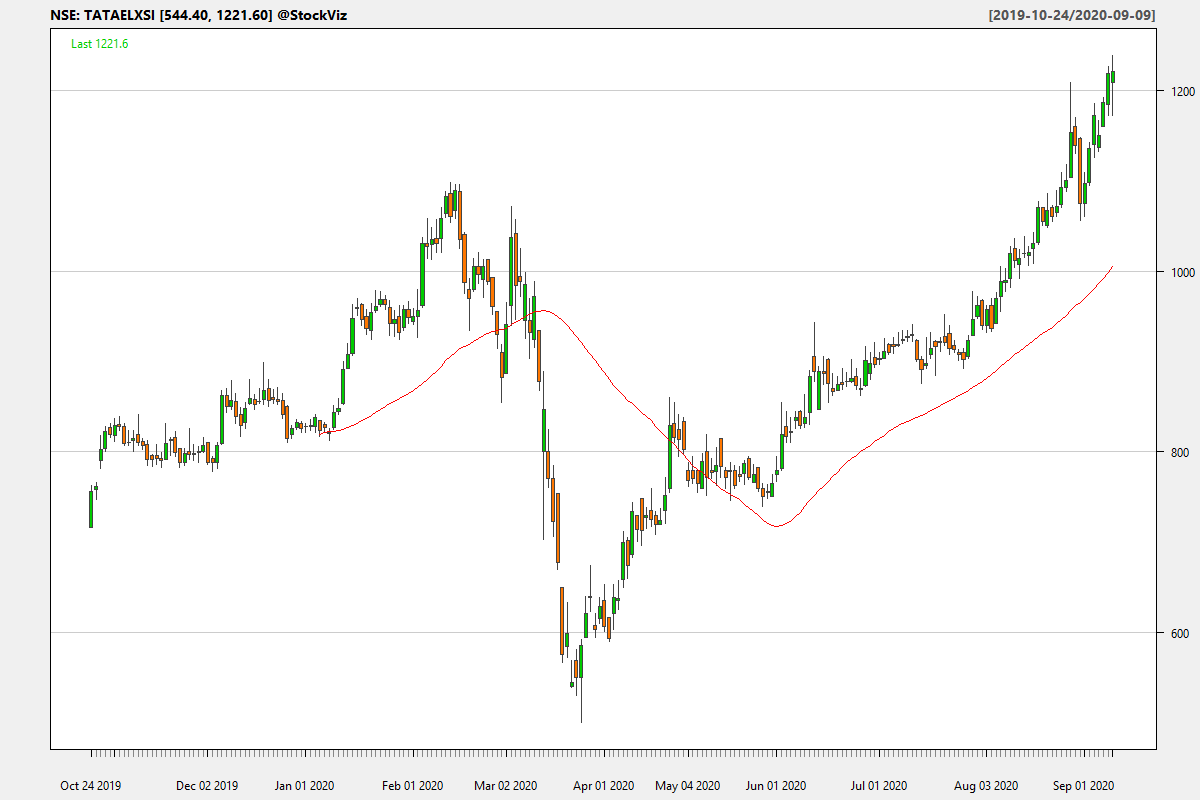 NSE: TATAELXSI [544.40, 1221.60] @StockViz [2019-10-24/2020-09-09]
Last 1221.6
1200
1000
800
600
Oct 24 2019 Dec 02 2019 Jan 01 2020 Feb 01 2020 Mar 02 2020 Apr 01 2020 May 04 2020 Jun 01 2020 Jul 01 2020 Aug 03 2020 Sep 01 2020